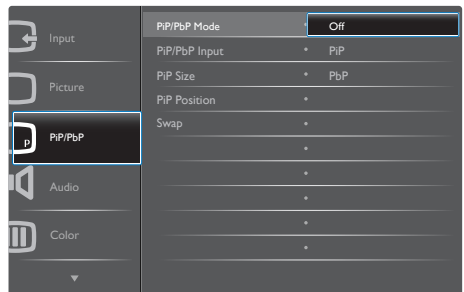 Input
Picture
PiP/PbP
Audio
Color
PiP/PbP Mode
PiP/PbP Input
PiP Size
PiP Position
Swap
Off
PiP
PbP
P